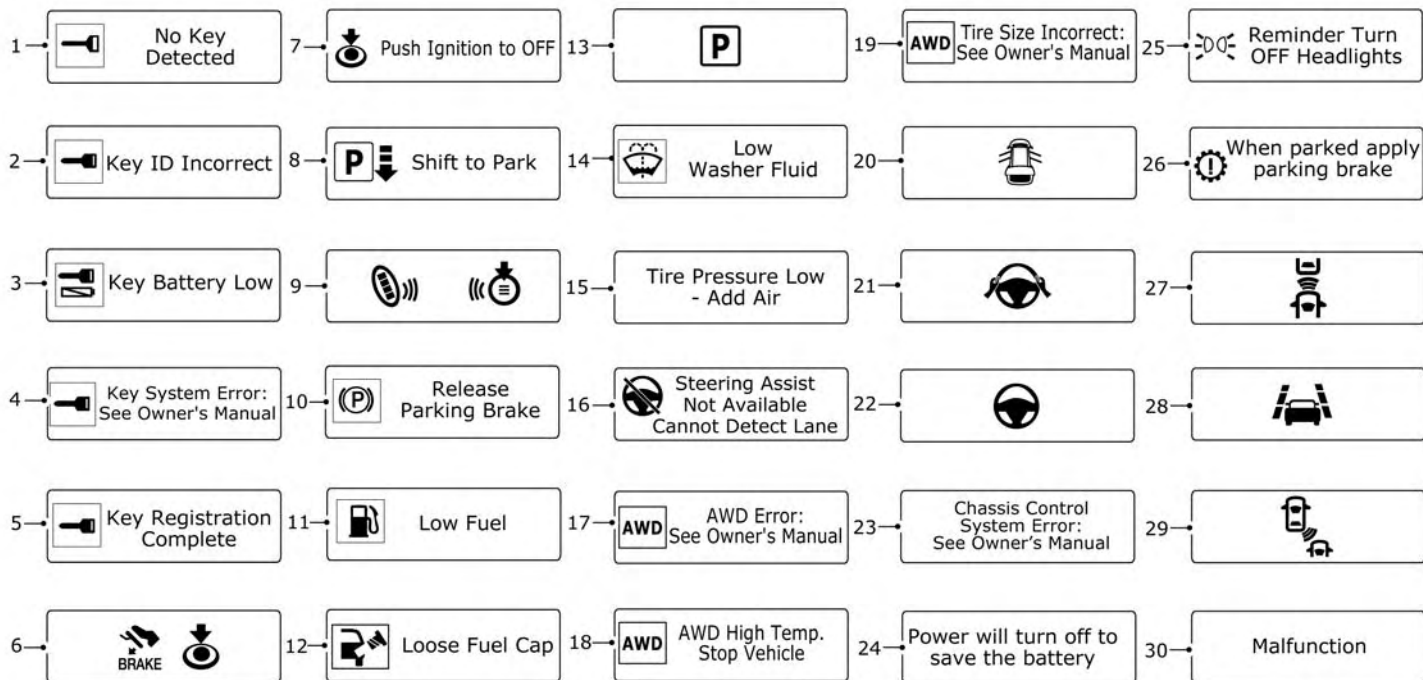 1
No Key
Detected
2
Key ID Incorrect
3
Key Battery Low
4
Key System Error:
See Owner's Manual
5
Key Registration
Complete
6
BRAKE
7
Push Ignition to OFF
8
P
Shift to Park
9
10
P
Release
Parking Brake
11
Low Fuel
12
Loose Fuel Cap
13
P
14
Low
Washer Fluid
15
Tire Pressure Low
- Add Air
16
Steering Assist
Not Available
Cannot Detect Lane
17
AWD
AWD Error:
See Owner's Manual
18
AWD
AWD High Temp.
Stop Vehicle
19
AWD
Tire Size Incorrect:
See Owner's Manual
20
21
22
23
Chassis Control
System Error:
See Owner's Manual
24
Power will turn off to
save the battery
25
Reminder Turn
OFF Headlights
26
!
When parked apply
parking brake
27
28
29
30
Malfunction